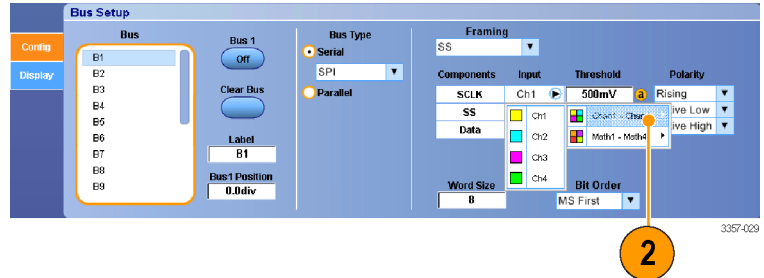 Bus Setup
Config
Display
Bus
B1
B2
B3
B4
B5
B6
B7
B8
B9
Bus 1
Off
Clear Bus
Label
B1
Bus1 Position
0.0div
Bus Type
Serial
SPI
Parallel
Framing
SS
Components Input Threshold Polarity
SCLK Ch1 500mV a Rising
SS
Data
Ch1
Ch2
Ch3
Ch4
Chan1 - Chan
Math1 - Math4
ive Low
ive High
Word Size
8
Bit Order
MS First
3357-029
2